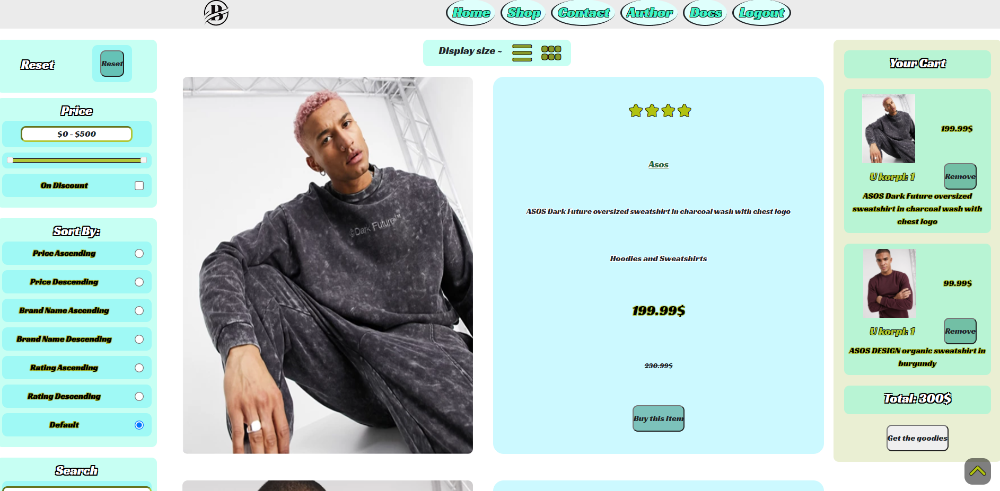 B
Home
Shop
Contact
Author
Docs
Logout
Reset
Reset
Price
$0 - $500
On Discount
Sort By:
Price Ascending
Price Descending
Brand Name Ascending
Brand Name Descending
Rating Ascending
Rating Descending
Default
Search
Display size ~
©Dark Future™
Asos
ASOS Dark Future oversized sweatshirt in charcoal wash with chest logo
Hoodies and Sweatshirts
199.99$
230.99$
Buy this item
Your Cart
199.99$
U korpi: 1
Remove
ASOS Dark Future oversized
sweatshirt in charcoal wash with
chest logo
99.99$
U korpi: 1
Remove
ASOS DESIGN organic sweatshirt in
burgundy
Total: 300$
Get the goodies